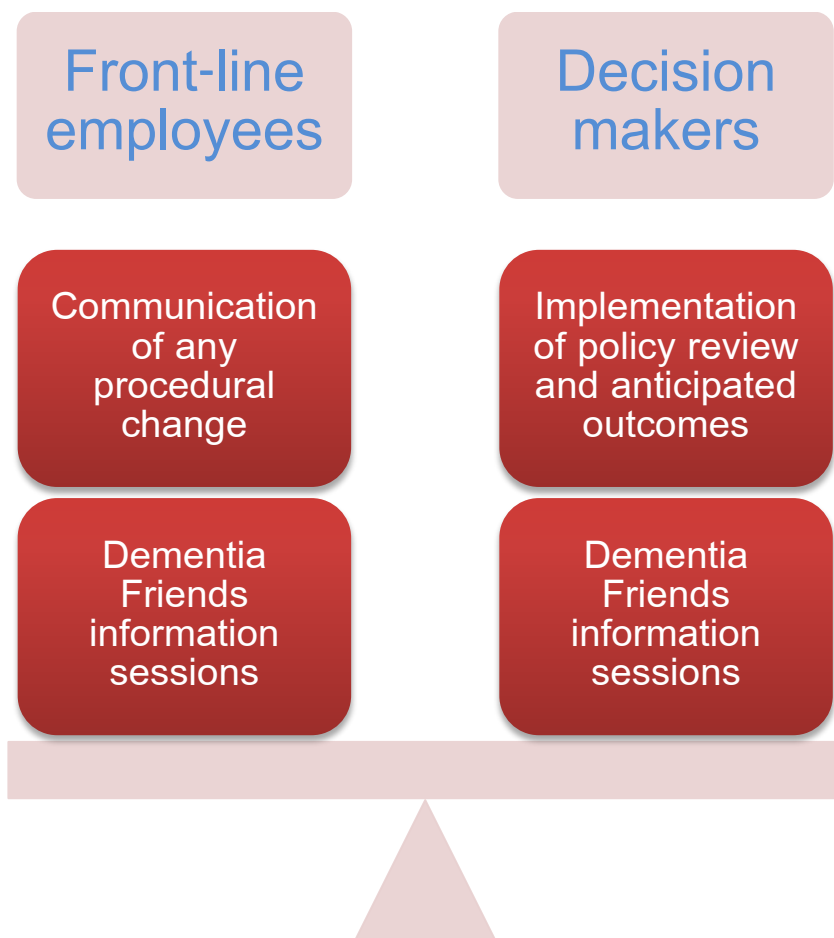 Front-line
employees
Decision
makers
Communication
of any
procedural
change
Implementation
of policy review
and anticipated
outcomes
Dementia
Friends
information
sessions
Dementia
Friends
information
sessions